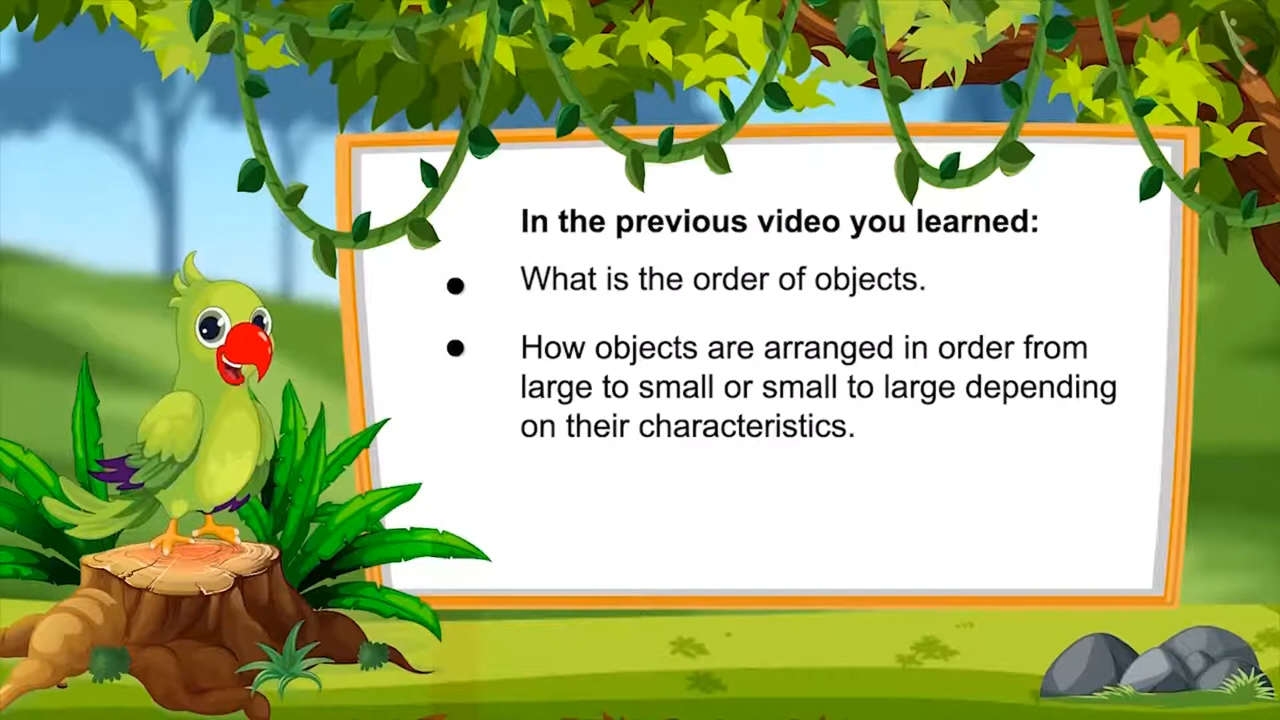 In the previous video you learned:
● What is the order of objects.
● How objects are arranged in order from
large to small or small to large depending
on their characteristics.